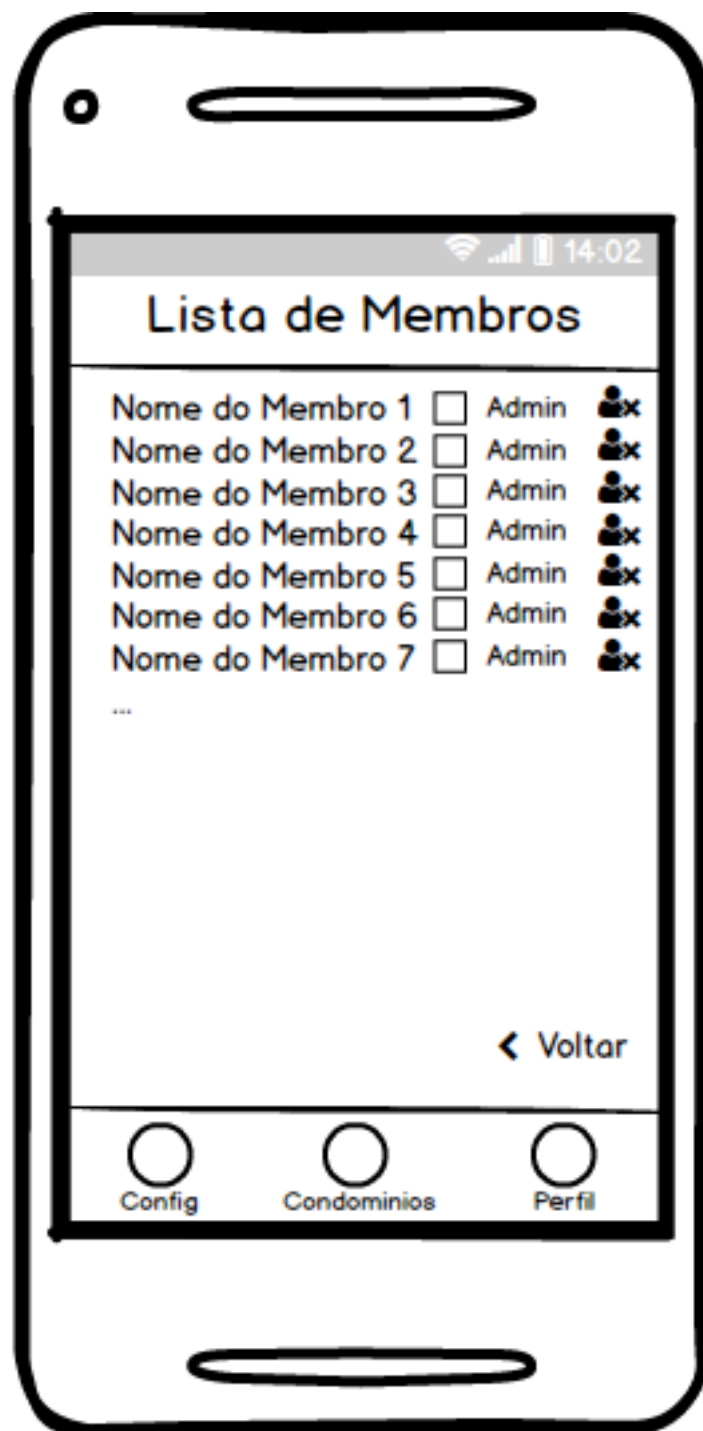 14:02
Lista de Membros
Nome do Membro 1 Admin
Nome do Membro 2 Admin
Nome do Membro 3 Admin
Nome do Membro 4 Admin
Nome do Membro 5 Admin
Nome do Membro 6 Admin
Nome do Membro 7 Admin
...
Voltar
Config Condominios Perfil